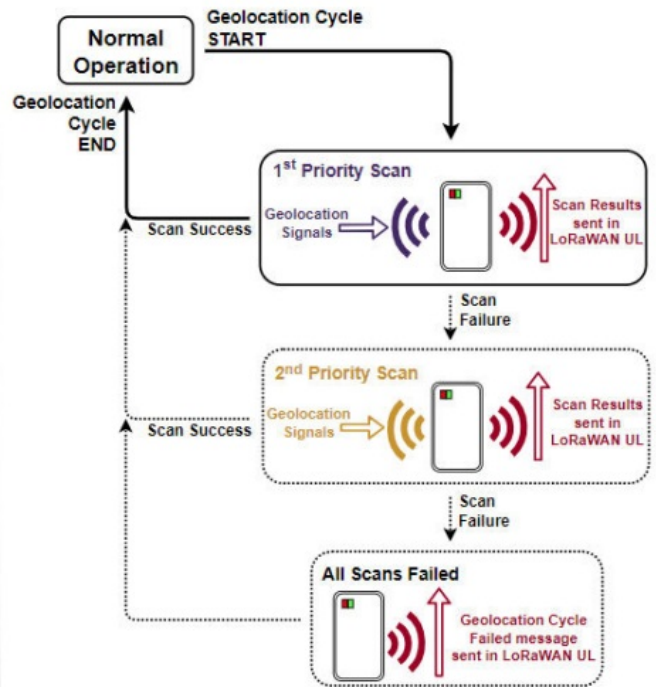 Normal
Operation
Geolocation Cycle
START
Geolocation
Cycle
END
1st Priority Scan
Geolocation
Signals
Scan Results
sent in
LoRaWAN UL
Scan Success
Scan
Failure
2nd Priority Scan
Geolocation
Signals
Scan Results
sent in
LoRaWAN UL
Scan Success
Scan
Failure
All Scans Failed
Geolocation Cycle
Failed message
sent in LoRaWAN UL